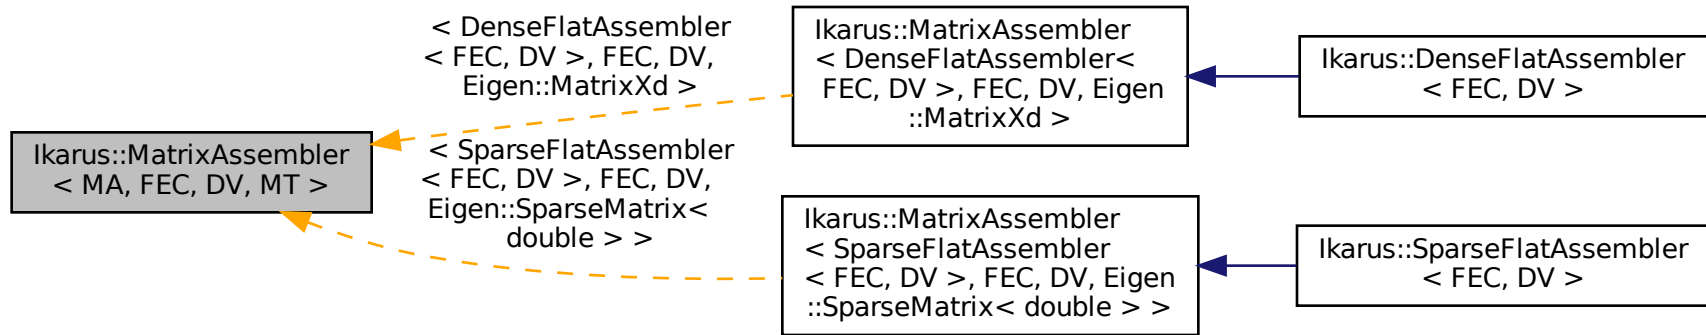 Ikarus::MatrixAssembler
< MA, FEC, DV, MT >
< DenseFlatAssembler
< FEC, DV >, FEC, DV,
Eigen::MatrixXd >
< SparseFlatAssembler
< FEC, DV >, FEC, DV,
Eigen::SparseMatrix<
double > >
Ikarus::MatrixAssembler
< DenseFlatAssembler<
FEC, DV >, FEC, DV, Eigen
::MatrixXd >
Ikarus::MatrixAssembler
< SparseFlatAssembler
< FEC, DV >, FEC, DV, Eigen
::SparseMatrix< double > >
Ikarus::DenseFlatAssembler
< FEC, DV >
Ikarus::SparseFlatAssembler
< FEC, DV >